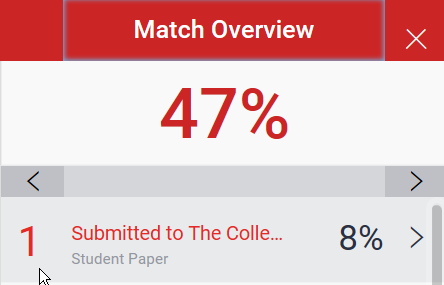 Match Overview
47%
1 Submitted to The Colle... 8%
Student Paper